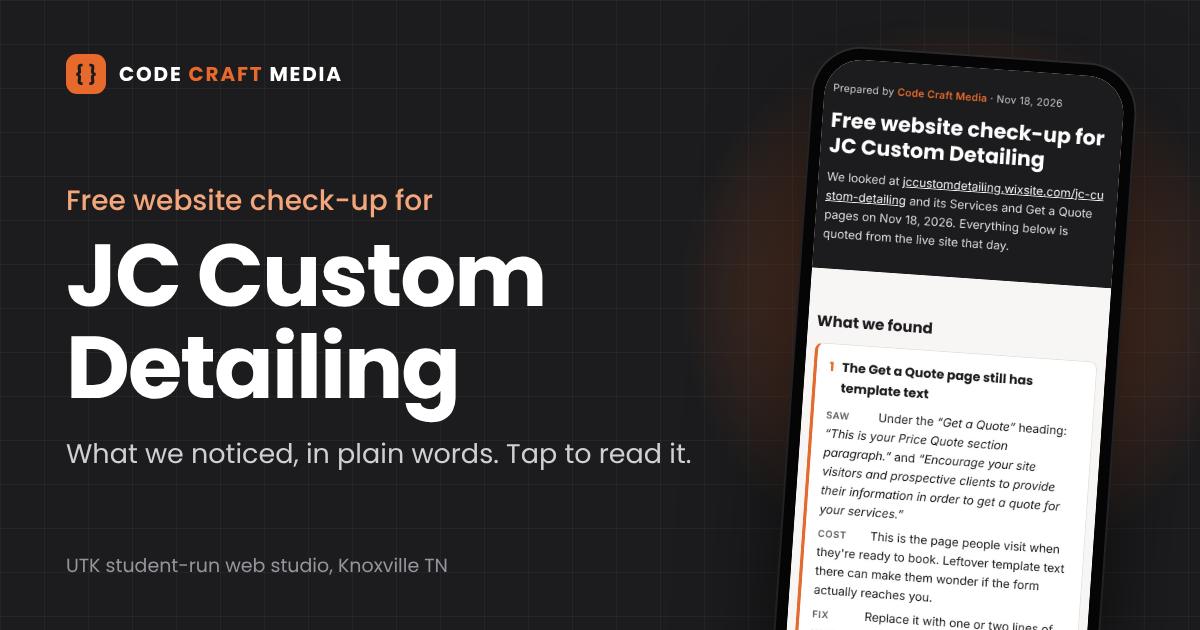 { } CODE CRAFT MEDIA
Free website check-up for
JC Custom
Detailing
What we noticed, in plain words. Tap to read it.
UTK student-run web studio, Knoxville TN
Prepared by Code Craft Media · Nov 18, 2026
Free website check-up for
JC Custom Detailing
We looked at jccustomdetailing.wixsite.com/jc-cu
stom-detailing and its Services and Get a Quote
pages on Nov 18, 2026. Everything below is
quoted from the live site that day.
What we found
1 The Get a Quote page still has
template text
SAW Under the “Get a Quote” heading:
“This is your Price Quote section
paragraph.” and “Encourage your site
visitors and prospective clients to provide
their information in order to get a quote for
your services.”
COST This is the page people visit when
they're ready to book. Leftover template text
there can make them wonder if the form
actually reaches you.
FIX Replace it with one or two lines of